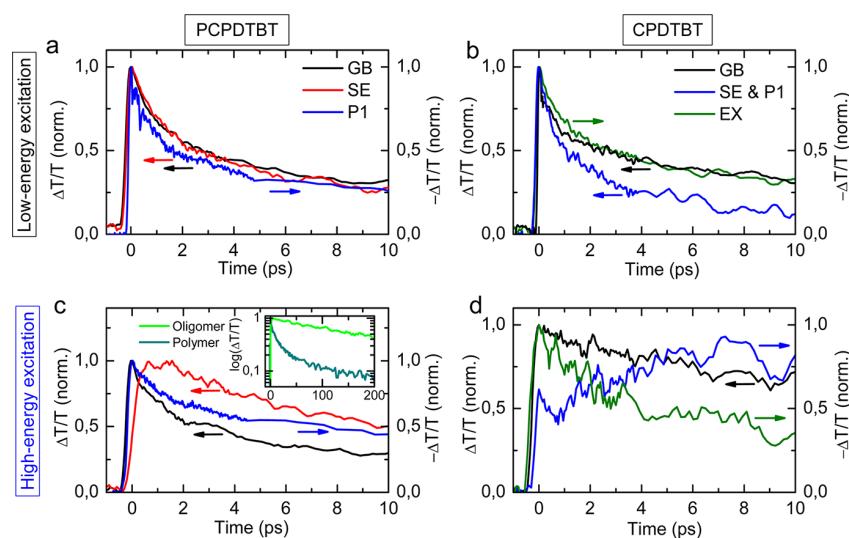 PCPDTBT
CPDTBT
Low-energy excitation
High-energy excitation
a
GB
SE
P1
ΔT/T (norm.)
−ΔT/T (norm.)
1,0
0,5
0,0
1,0
0,5
0,0
0 2 4 6 8 10
Time (ps)
b
GB
SE & P1
EX
ΔT/T (norm.)
−ΔT/T (norm.)
1,0
0,5
0,0
1,0
0,5
0,0
0 2 4 6 8 10
Time (ps)
c
Oligomer
Polymer
log(ΔT/T)
1
0,1
0 100 200
ΔT/T (norm.)
−ΔT/T (norm.)
1,0
0,5
0,0
1,0
0,5
0,0
0 2 4 6 8 10
Time (ps)
d
ΔT/T (norm.)
−ΔT/T (norm.)
1,0
0,5
0,0
1,0
0,5
0,0
0 2 4 6 8 10
Time (ps)